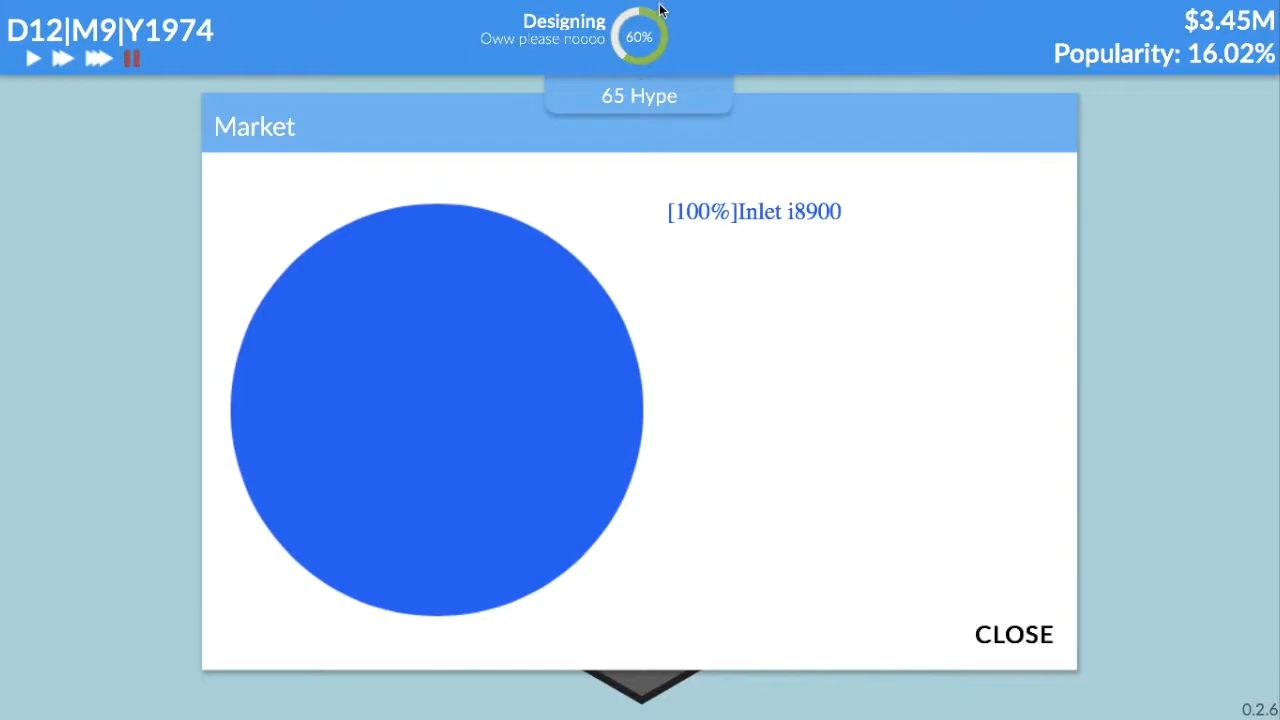 D12|M9|Y1974
Designing
Oww please noooo
60%
$3.45M
Popularity: 16.02%
65 Hype
Market
[100%]Inlet i8900
CLOSE
0.2.6